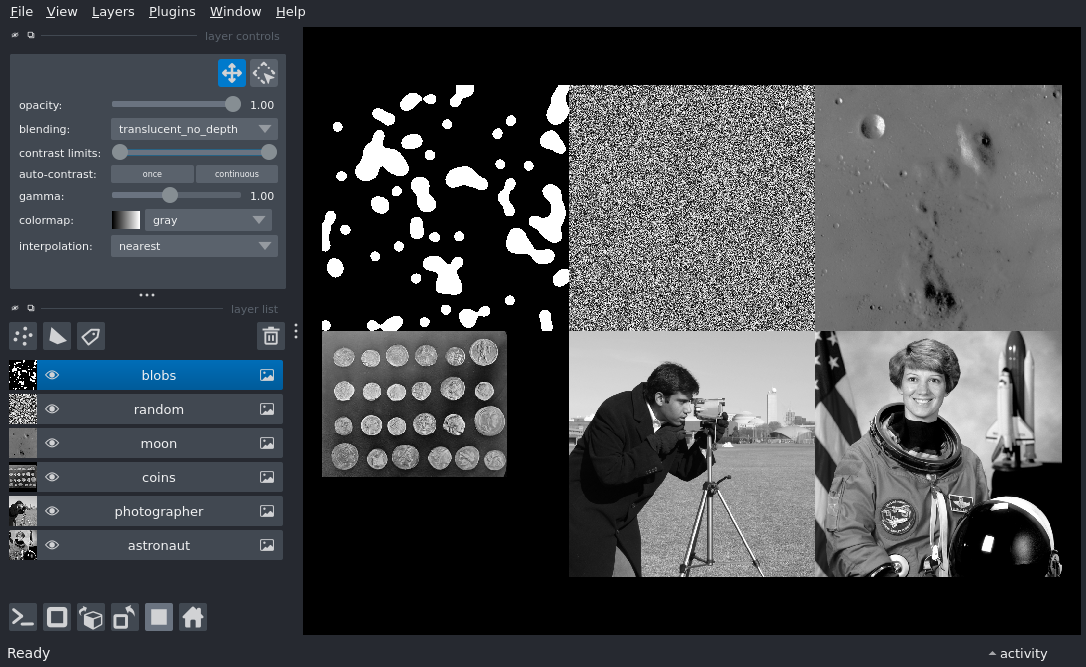 File View Layers Plugins Window Help
layer controls
opacity: 1.00
blending: translucent_no_depth
contrast limits:
auto-contrast: once continuous
gamma: 1.00
colormap: gray
interpolation: nearest
layer list
blobs
random
moon
coins
photographer
astronaut
Ready
activity